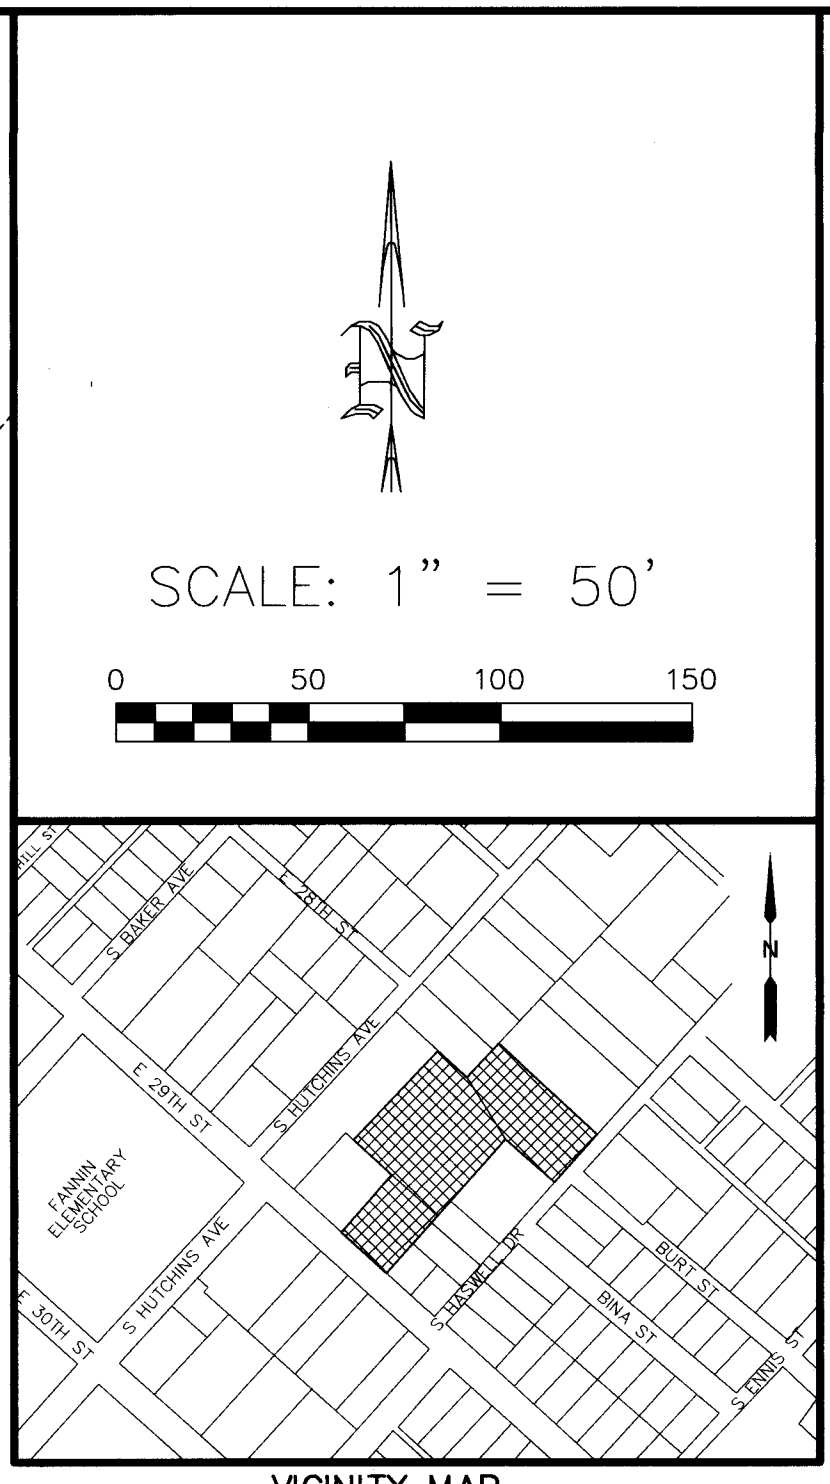 N
SCALE: 1" = 50'
0 50 100 150
HILL ST
S BAKER AVE
E 28TH ST
N
S HUTCHINS AVE
E 29TH ST
FANNIN
ELEMENTARY
SCHOOL
S HUTCHINS AVE
E 30TH ST
S HASWELL DR
BURT ST
BINA ST
S ENNIS ST
VICINITY MAP